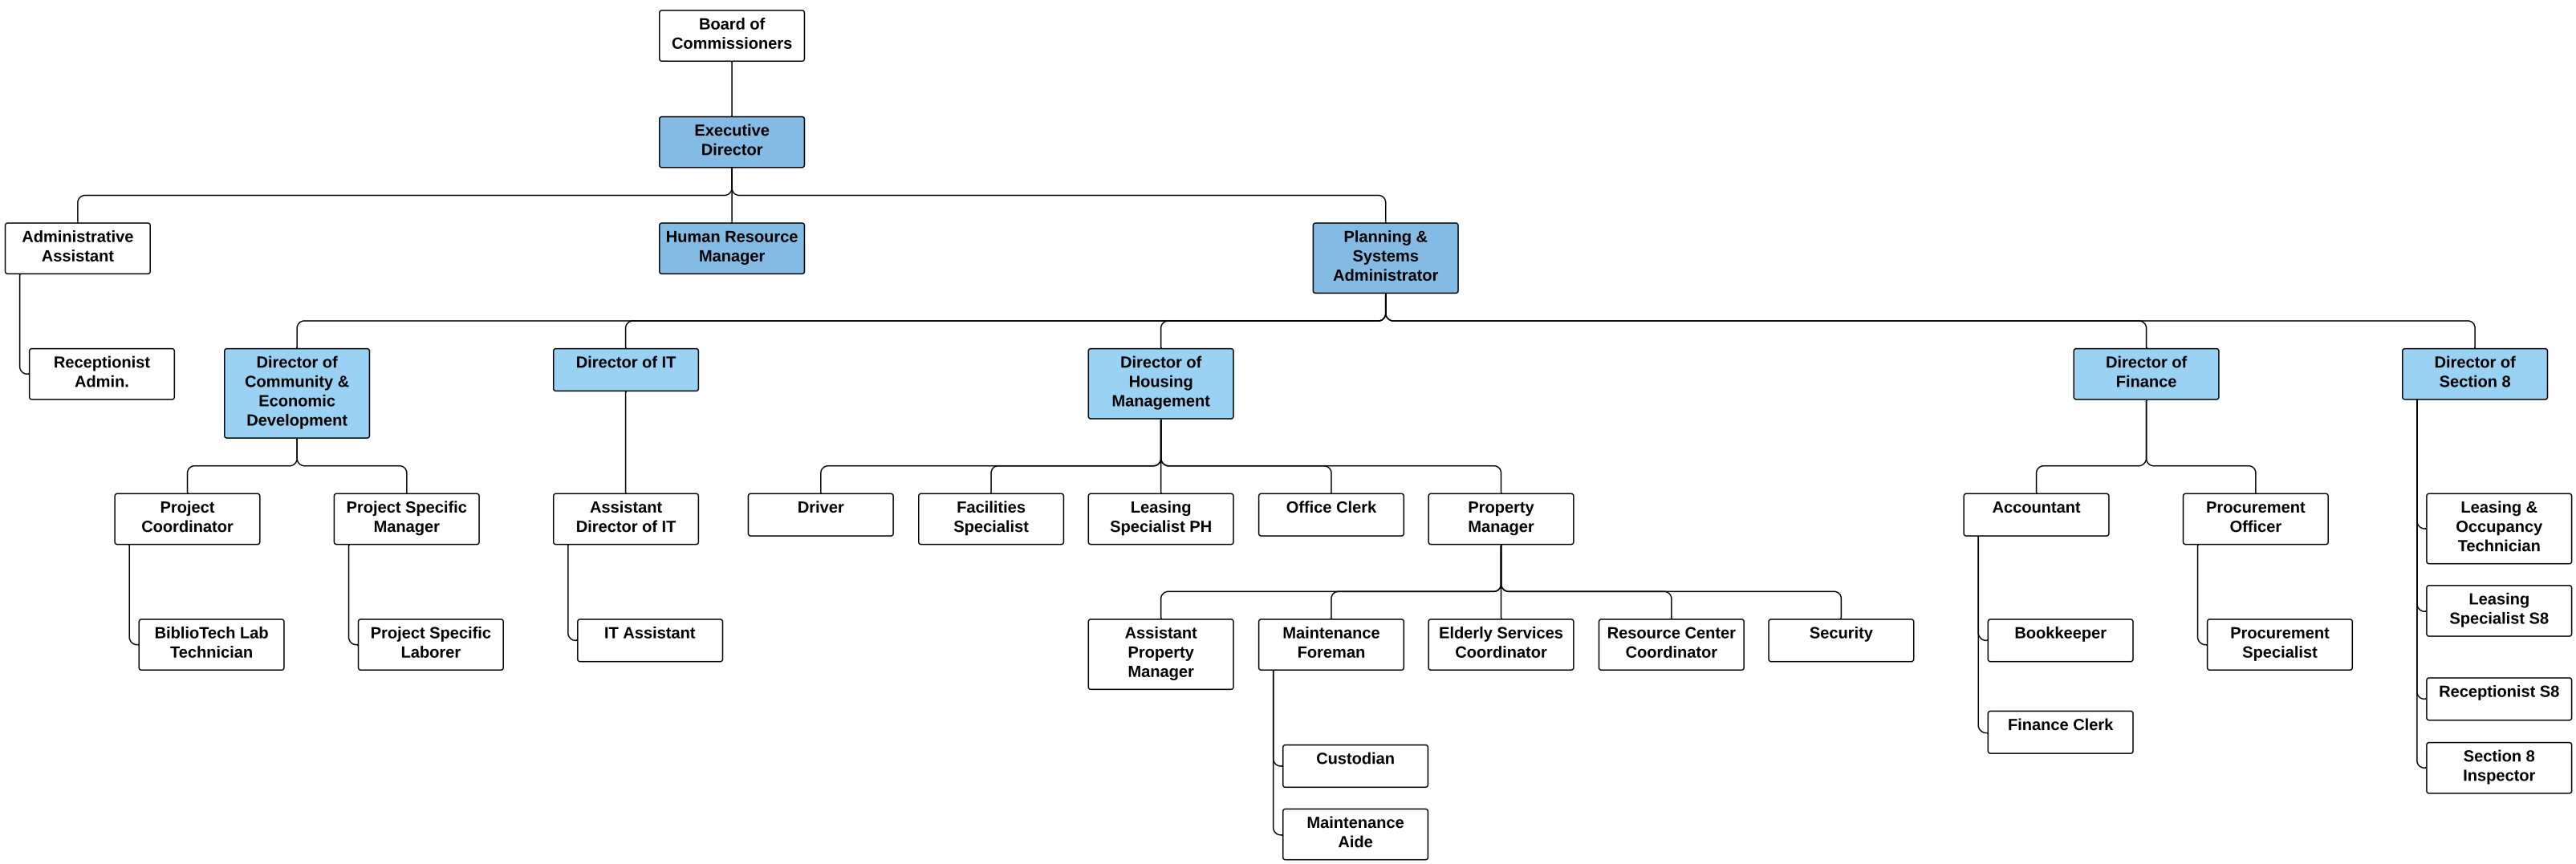 Board of
Commissioners
Executive
Director
Administrative
Assistant
Human Resource
Manager
Planning &
Systems
Administrator
Receptionist
Admin.
Director of
Community &
Economic
Development
Director of IT
Director of
Housing
Management
Director of
Finance
Director of
Section 8
Project
Coordinator
Project Specific
Manager
Assistant
Director of IT
Driver
Facilities
Specialist
Leasing
Specialist PH
Office Clerk
Property
Manager
Accountant
Procurement
Officer
Leasing &
Occupancy
Technician
Leasing
Specialist S8
BiblioTech Lab
Technician
Project Specific
Laborer
IT Assistant
Assistant
Property
Manager
Maintenance
Foreman
Elderly Services
Coordinator
Resource Center
Coordinator
Security
Bookkeeper
Procurement
Specialist
Receptionist S8
Finance Clerk
Custodian
Section 8
Inspector
Maintenance
Aide